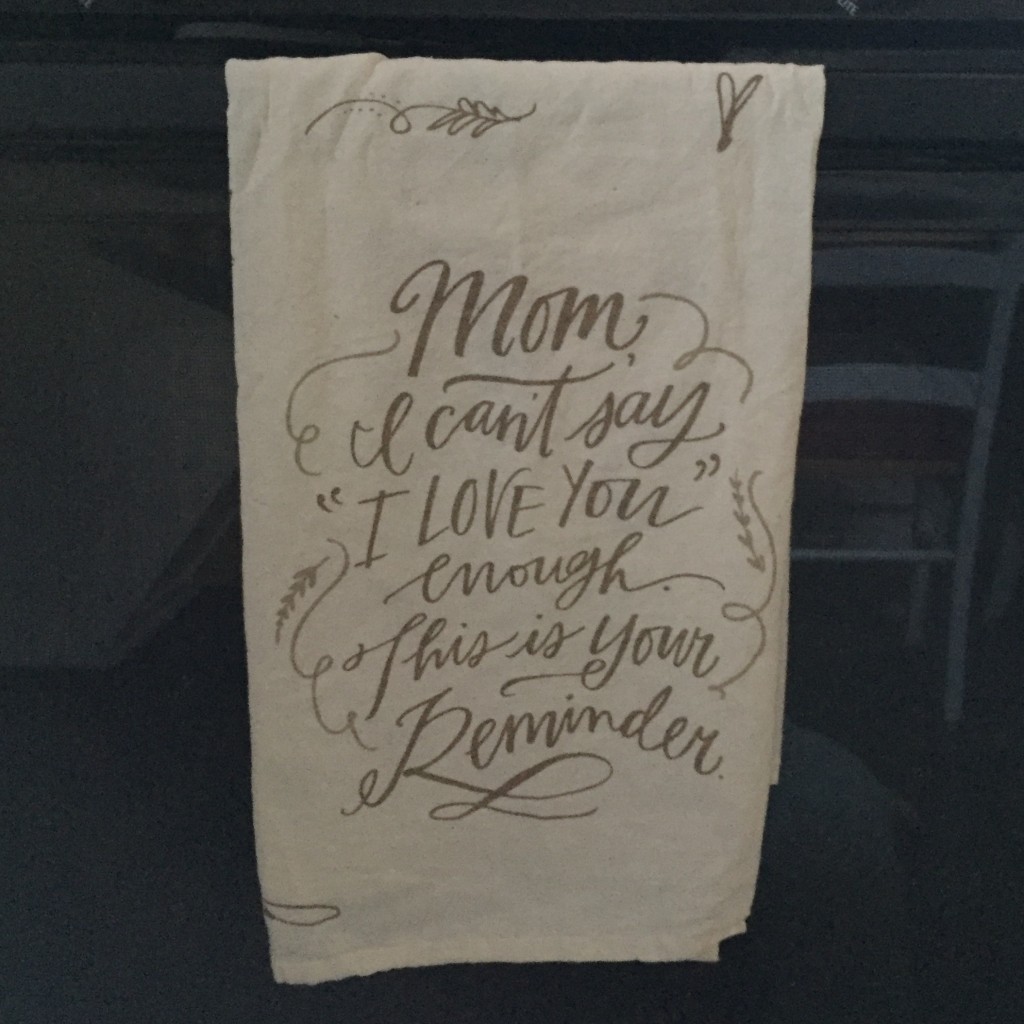 Mom,
I can't say
“I LOVE YOU”
enough.
This is your
Reminder.